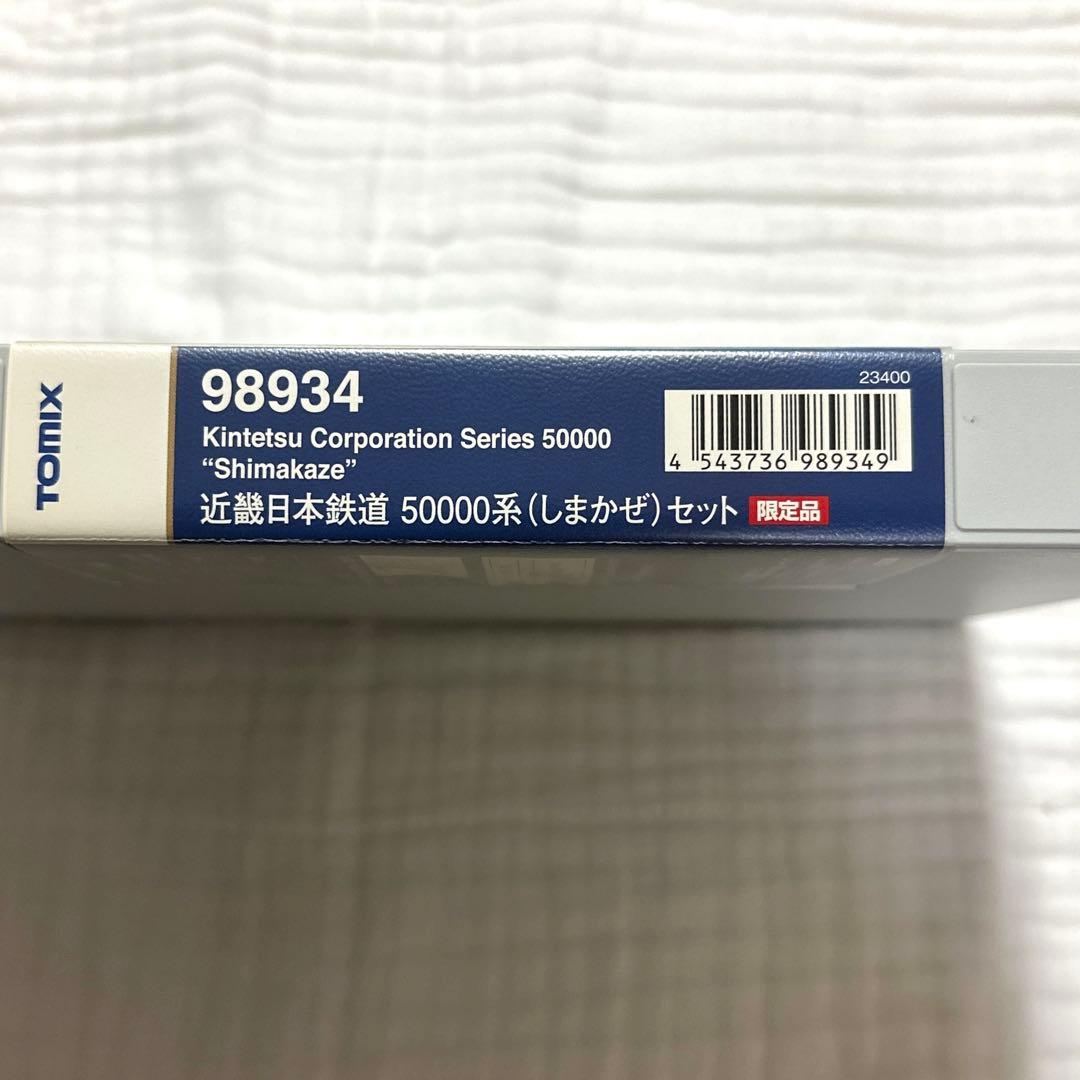 TOMIX
98934
23400
Kintetsu Corporation Series 50000
“Shimakaze”
4 543736 989349
近畿日本鉄道 50000系(しまかぜ)セット 限定品